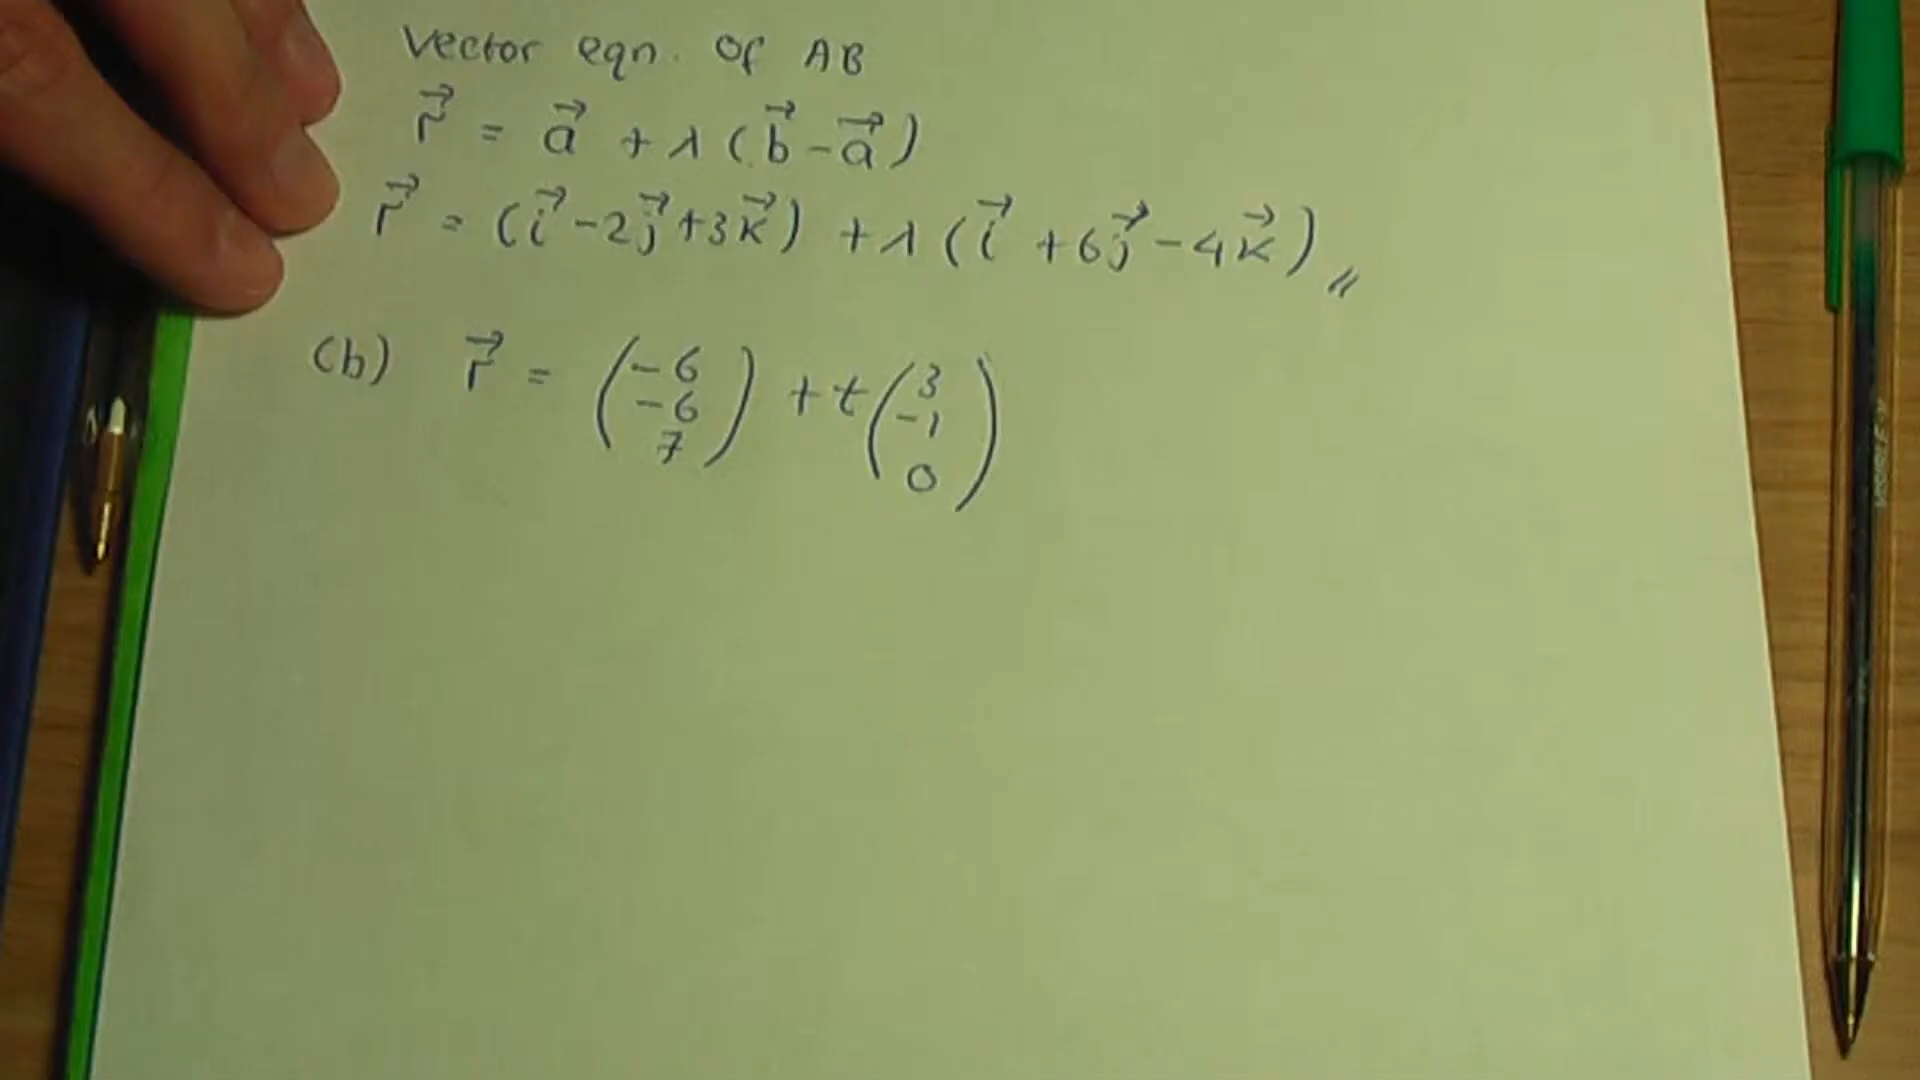 Vector eqn. Of AB
r⃗ = a⃗ + λ(b⃗ - a⃗)
r⃗ = (i⃗ - 2j⃗ + 3k⃗) + λ(i⃗ + 6j⃗ - 4k⃗)//
(b) r⃗ = (-6 -6 7) + t(3 -1 0)